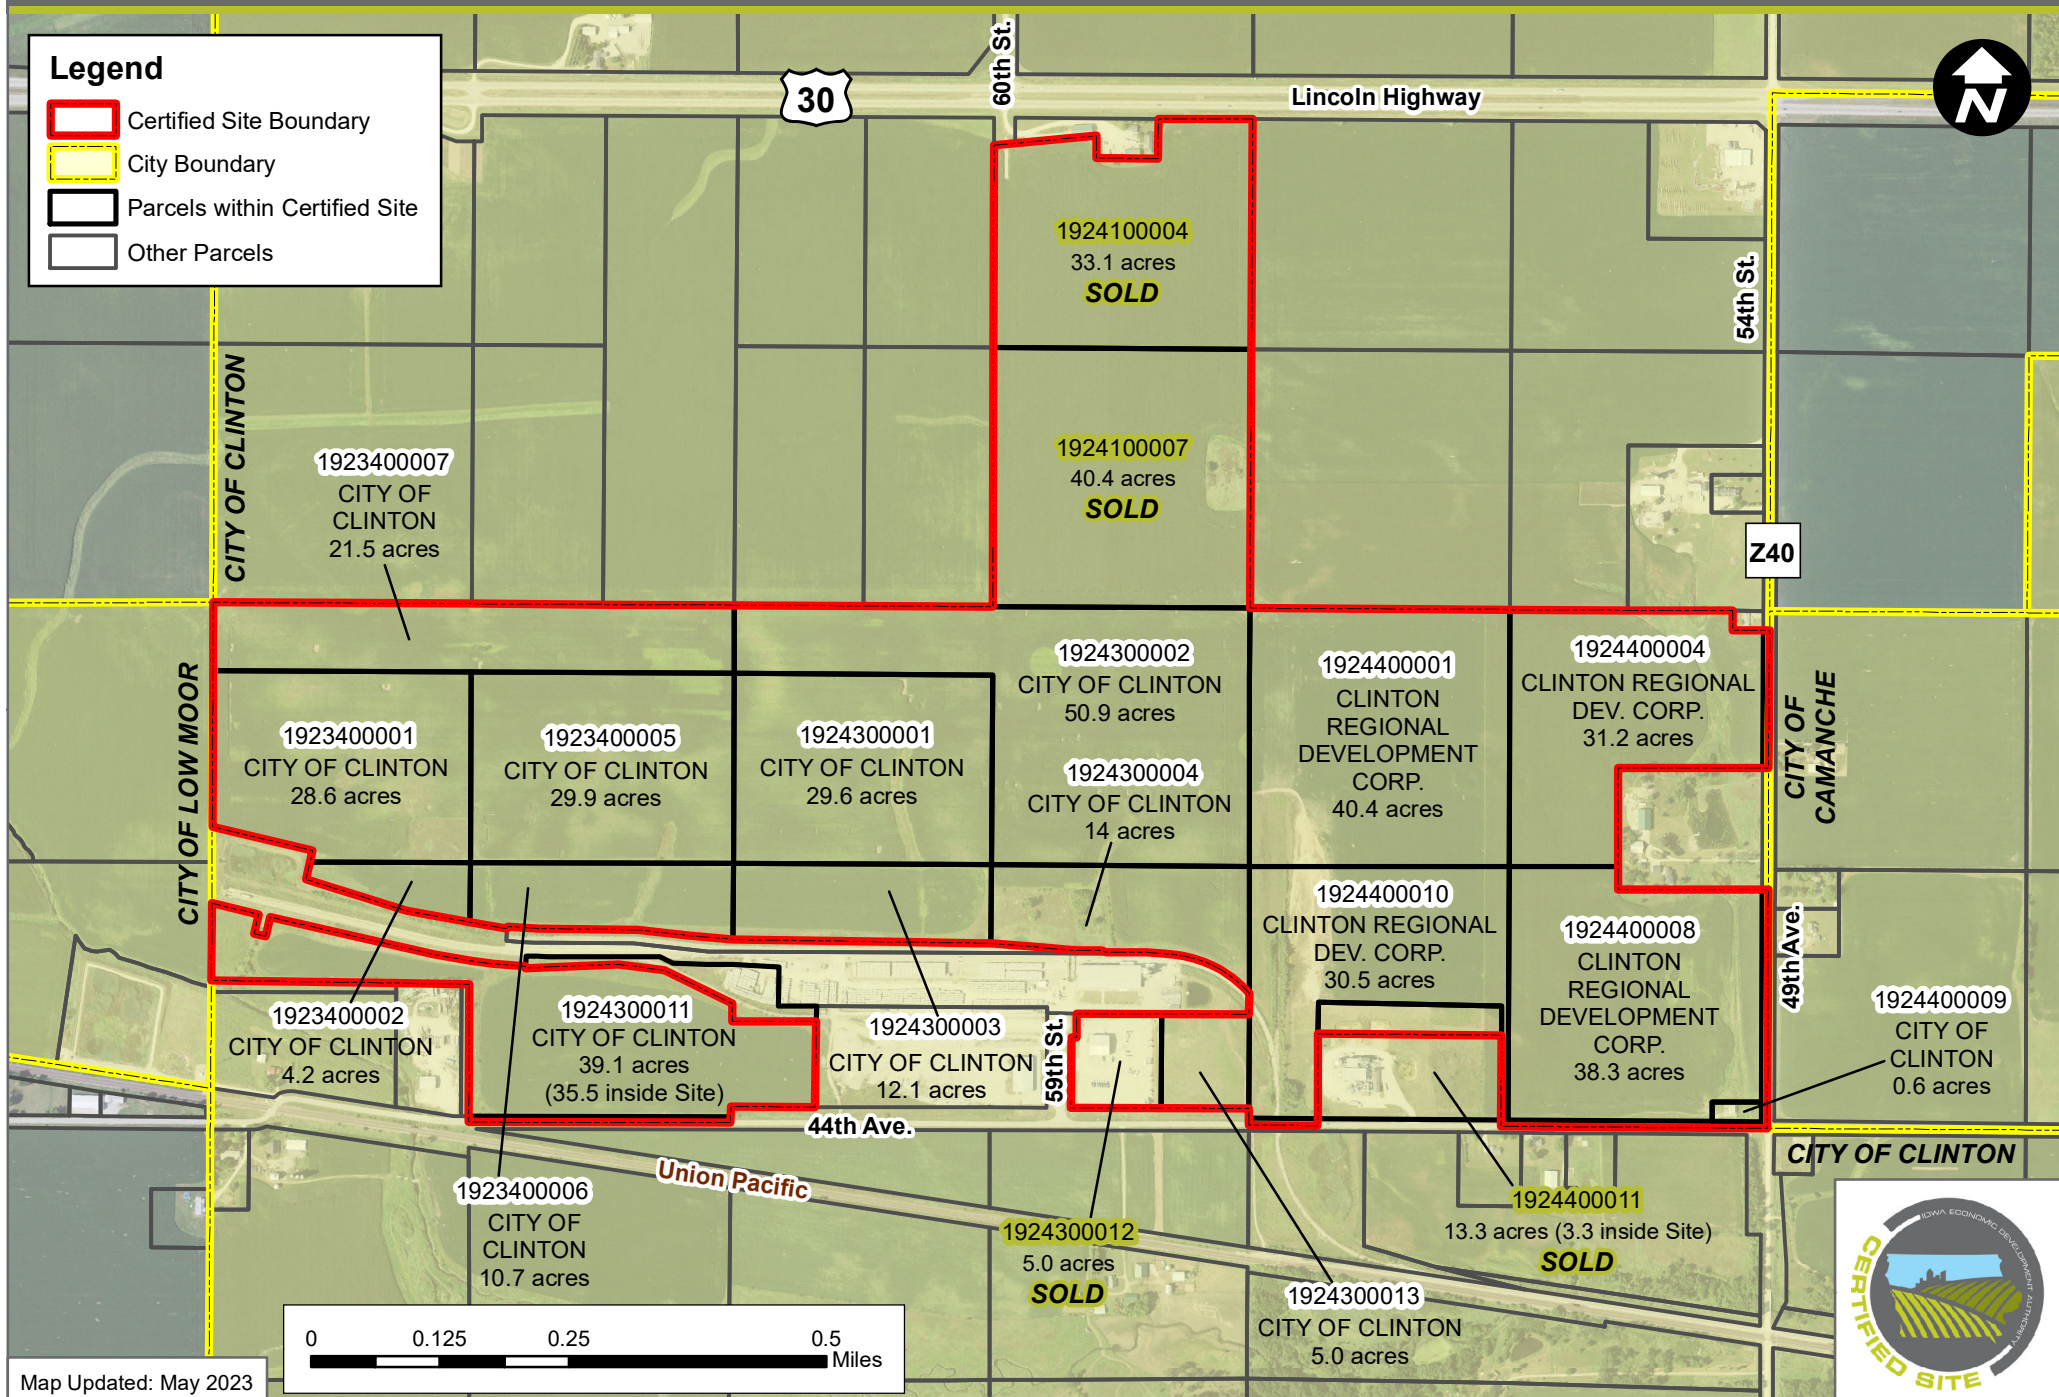 Legend
Certified Site Boundary
City Boundary
Parcels within Certified Site
Other Parcels
30
60th St.
Lincoln Highway
N
1924100004
33.1 acres
SOLD
54th St.
CITY OF CLINTON
1924100007
40.4 acres
SOLD
1923400007
CITY OF
CLINTON
21.5 acres
Z40
CITY OF LOW MOOR
1923400001
CITY OF CLINTON
28.6 acres
1923400005
CITY OF CLINTON
29.9 acres
1924300001
CITY OF CLINTON
29.6 acres
1924300002
CITY OF CLINTON
50.9 acres
1924300004
CITY OF CLINTON
14 acres
1924400001
CLINTON
REGIONAL
DEVELOPMENT
CORP.
40.4 acres
1924400004
CLINTON REGIONAL
DEV. CORP.
31.2 acres
CITY OF
CAMANCHE
1924400010
CLINTON REGIONAL
DEV. CORP.
30.5 acres
1924400008
CLINTON
REGIONAL
DEVELOPMENT
CORP.
38.3 acres
49th Ave.
1924400009
CITY OF
CLINTON
0.6 acres
1923400002
CITY OF CLINTON
4.2 acres
1924300011
CITY OF CLINTON
39.1 acres
(35.5 inside Site)
1924300003
CITY OF CLINTON
12.1 acres
59th St.
44th Ave.
CITY OF CLINTON
Union Pacific
1923400006
CITY OF
CLINTON
10.7 acres
1924300012
5.0 acres
SOLD
1924400011
13.3 acres (3.3 inside Site)
SOLD
1924300013
CITY OF CLINTON
5.0 acres
0 0.125 0.25 0.5
Miles
Map Updated: May 2023
IOWA ECONOMIC DEVELOPMENT AUTHORITY
CERTIFIED SITE